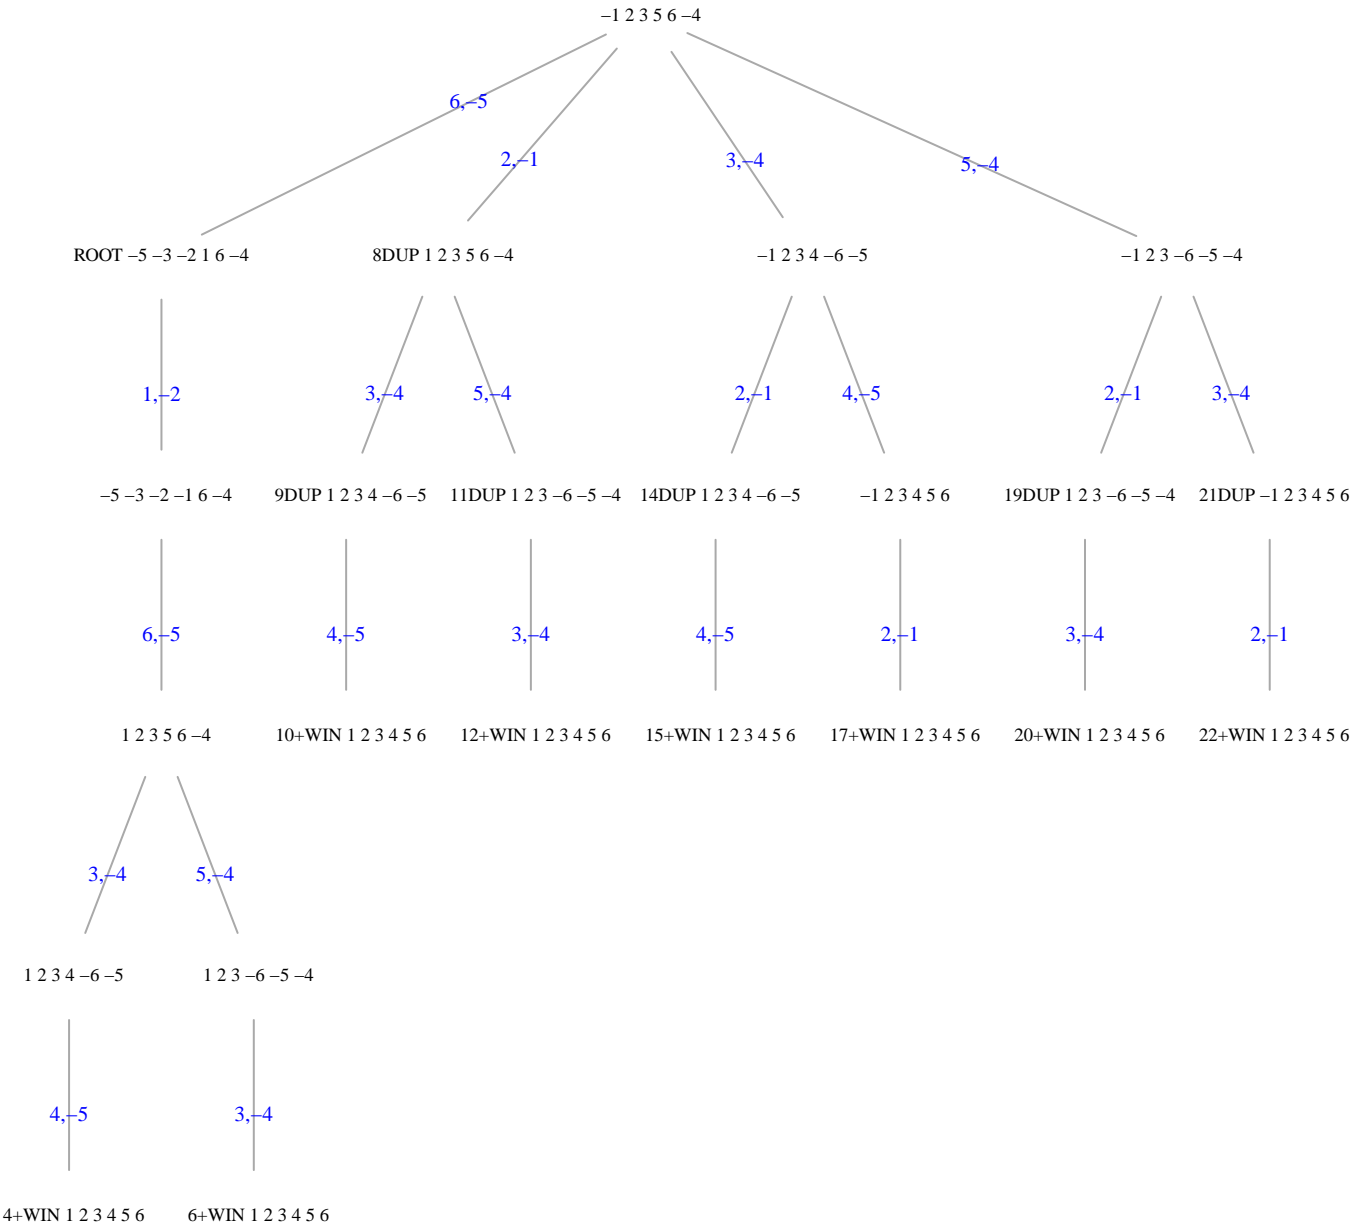 –1 2 3 5 6 –4
6,–5
2,–1
3,–4
5,–4
ROOT –5 –3 –2 1 6 –4
8DUP 1 2 3 5 6 –4
–1 2 3 4 –6 –5
–1 2 3 –6 –5 –4
1,–2
3,–4
5,–4
2,–1
4,–5
2,–1
3,–4
–5 –3 –2 –1 6 –4
9DUP 1 2 3 4 –6 –5
11DUP 1 2 3 –6 –5 –4
14DUP 1 2 3 4 –6 –5
–1 2 3 4 5 6
19DUP 1 2 3 –6 –5 –4
21DUP –1 2 3 4 5 6
6,–5
4,–5
3,–4
4,–5
2,–1
3,–4
2,–1
1 2 3 5 6 –4
10+WIN 1 2 3 4 5 6
12+WIN 1 2 3 4 5 6
15+WIN 1 2 3 4 5 6
17+WIN 1 2 3 4 5 6
20+WIN 1 2 3 4 5 6
22+WIN 1 2 3 4 5 6
3,–4
5,–4
1 2 3 4 –6 –5
1 2 3 –6 –5 –4
4,–5
3,–4
4+WIN 1 2 3 4 5 6
6+WIN 1 2 3 4 5 6